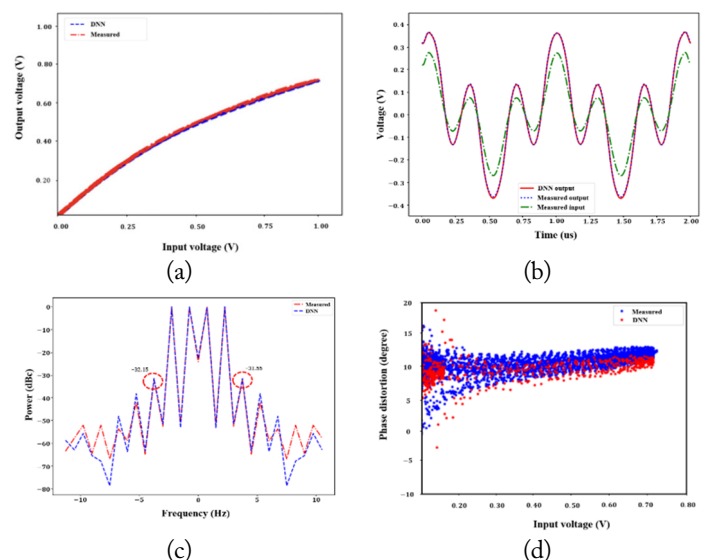 1.00
0.80
0.60
0.40
0.20
0.00
0.25
0.50
0.75
1.00
Output voltage (V)
Input voltage (V)
DNN
Measured
(a)
0.4
0.3
0.2
0.1
0.0
−0.1
−0.2
−0.3
−0.4
0.00
0.25
0.50
0.75
1.00
1.25
1.50
1.75
2.00
Voltage (V)
Time (us)
DNN output
Measured output
Measured input
(b)
0
−10
−20
−30
−40
−50
−60
−70
−80
−10
−5
0
5
10
Power (dBc)
Frequency (Hz)
Measured
DNN
−32.15
−31.55
(c)
20
15
10
5
0
−5
−10
0.20
0.30
0.40
0.50
0.60
0.70
0.80
Phase distortion (degree)
Input voltage (V)
Measured
DNN
(d)